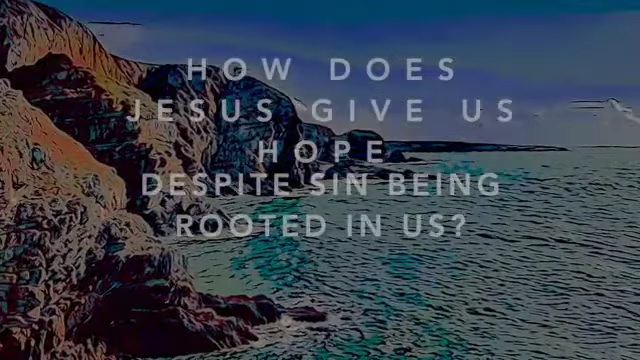 HOW DOES
JESUS GIVE US
HOPE
DESPITE SIN BEING
ROOTED IN US?